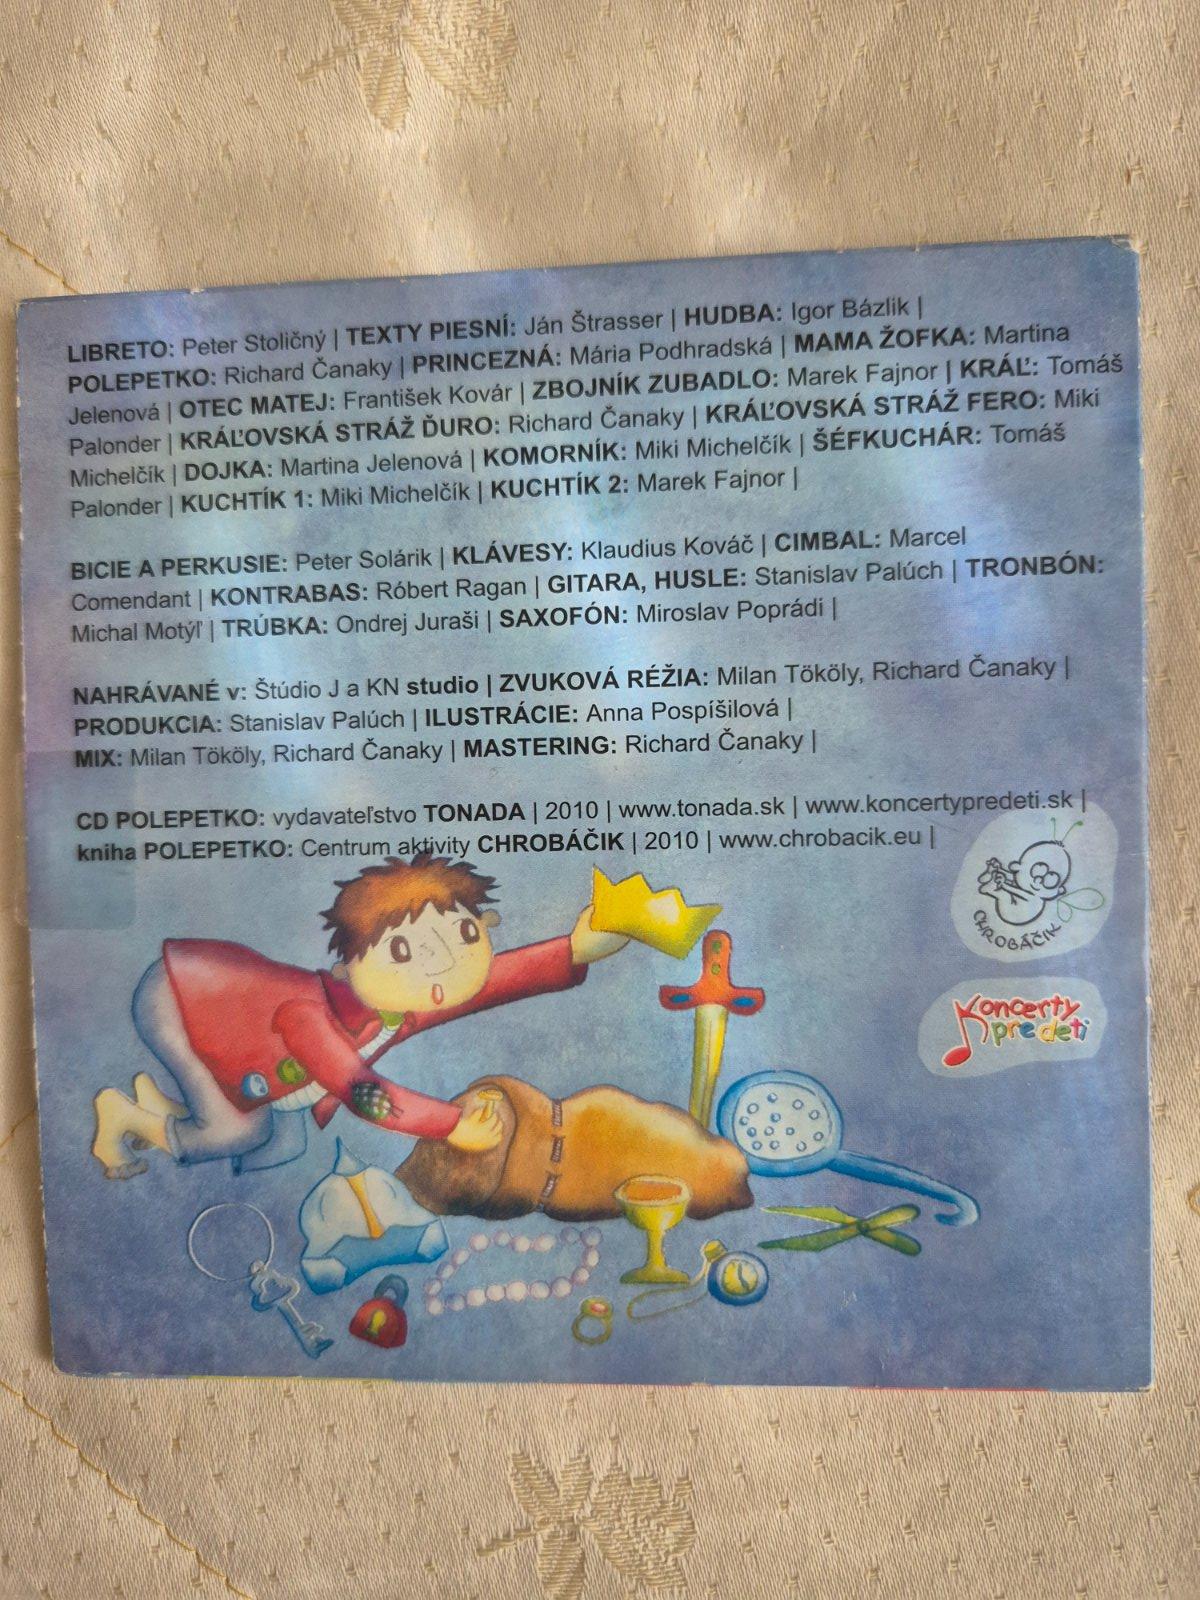 LIBRETO: Peter Stoličný | TEXTY PIESNÍ: Ján Štrasser | HUDBA: Igor Bázlik |
POLEPETKO: Richard Čanaky | PRINCEZNÁ: Mária Podhradská | MAMA ŽOFKA: Martina
Jelenová | OTEC MATEJ: František Kovár | ZBOJNÍK ZUBADLO: Marek Fajnor | KRÁĽ: Tomáš
Palonder | KRÁĽOVSKÁ STRÁŽ ĎURO: Richard Čanaky | KRÁĽOVSKÁ STRÁŽ FERO: Miki
Michelčík | DOJKA: Martina Jelenová | KOMORNÍK: Miki Michelčík | ŠÉFKUCHÁR: Tomáš
Palonder | KUCHTÍK 1: Miki Michelčík | KUCHTÍK 2: Marek Fajnor |
BICIE A PERKUSIE: Peter Solárik | KLÁVESY: Klaudius Kováč | CIMBAL: Marcel
Comendant | KONTRABAS: Róbert Ragan | GITARA, HUSLE: Stanislav Palúch | TRONBÓN:
Michal Motýľ | TRÚBKA: Ondrej Juraši | SAXOFÓN: Miroslav Poprádi |
NAHRÁVANÉ v: Štúdio J a KN studio | ZVUKOVÁ RÉŽIA: Milan Tököly, Richard Čanaky |
PRODUKCIA: Stanislav Palúch | ILUSTRÁCIE: Anna Pospíšilová |
MIX: Milan Tököly, Richard Čanaky | MASTERING: Richard Čanaky |
CD POLEPETKO: vydavateľstvo TONADA | 2010 | www.tonada.sk | www.koncertypredeti.sk |
kniha POLEPETKO: Centrum aktivity CHROBÁČIK | 2010 | www.chrobacik.eu |
CHROBÁČIK
Koncerty
pre deti